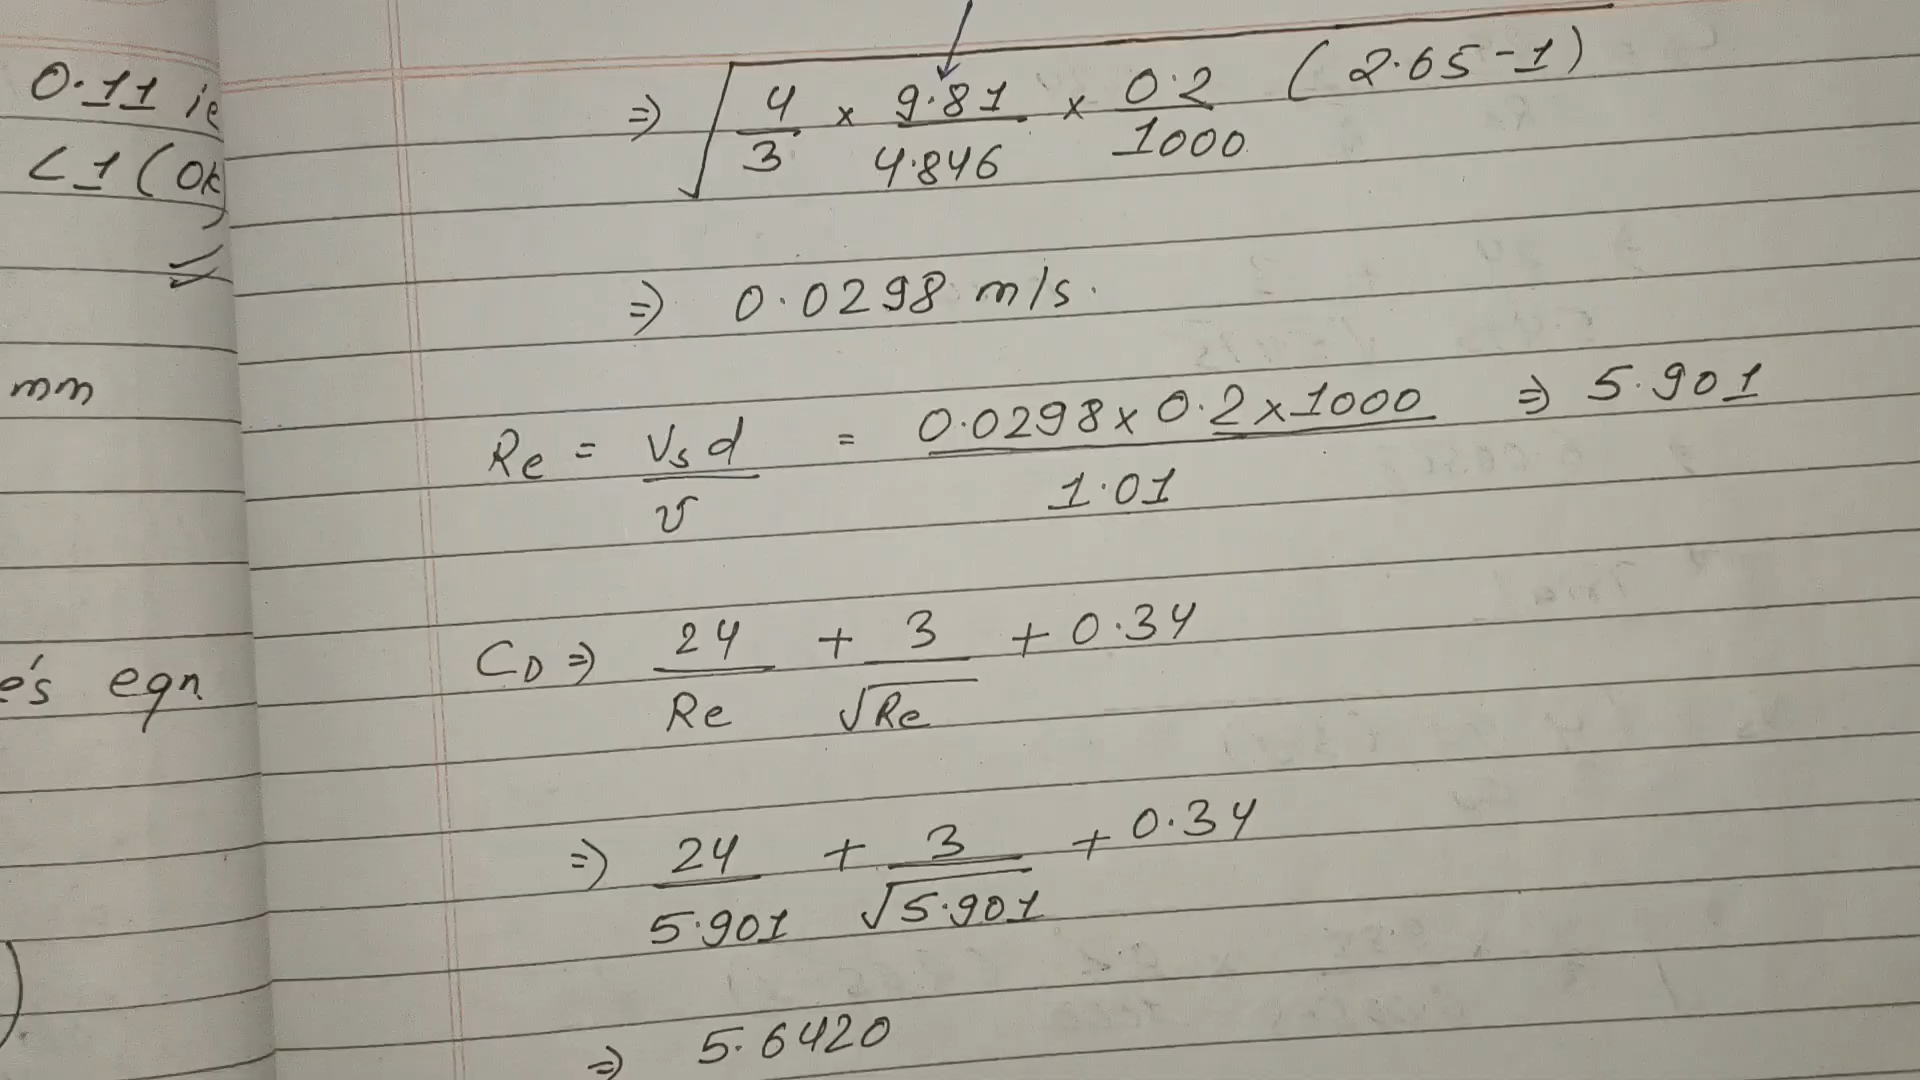 0.11 ie
<1 (Ok)
mm
e's eqn
)
=> √ 4/3 × 9.81/4.846 × 0.2/1000 (2.65-1)
=> 0.0298 m/s.
Re = Vs d/ν = 0.0298 × 0.2 × 1000/1.01 => 5.901
CD => 24/Re + 3/√Re + 0.34
=> 24/5.901 + 3/√5.901 + 0.34
=> 5.6420